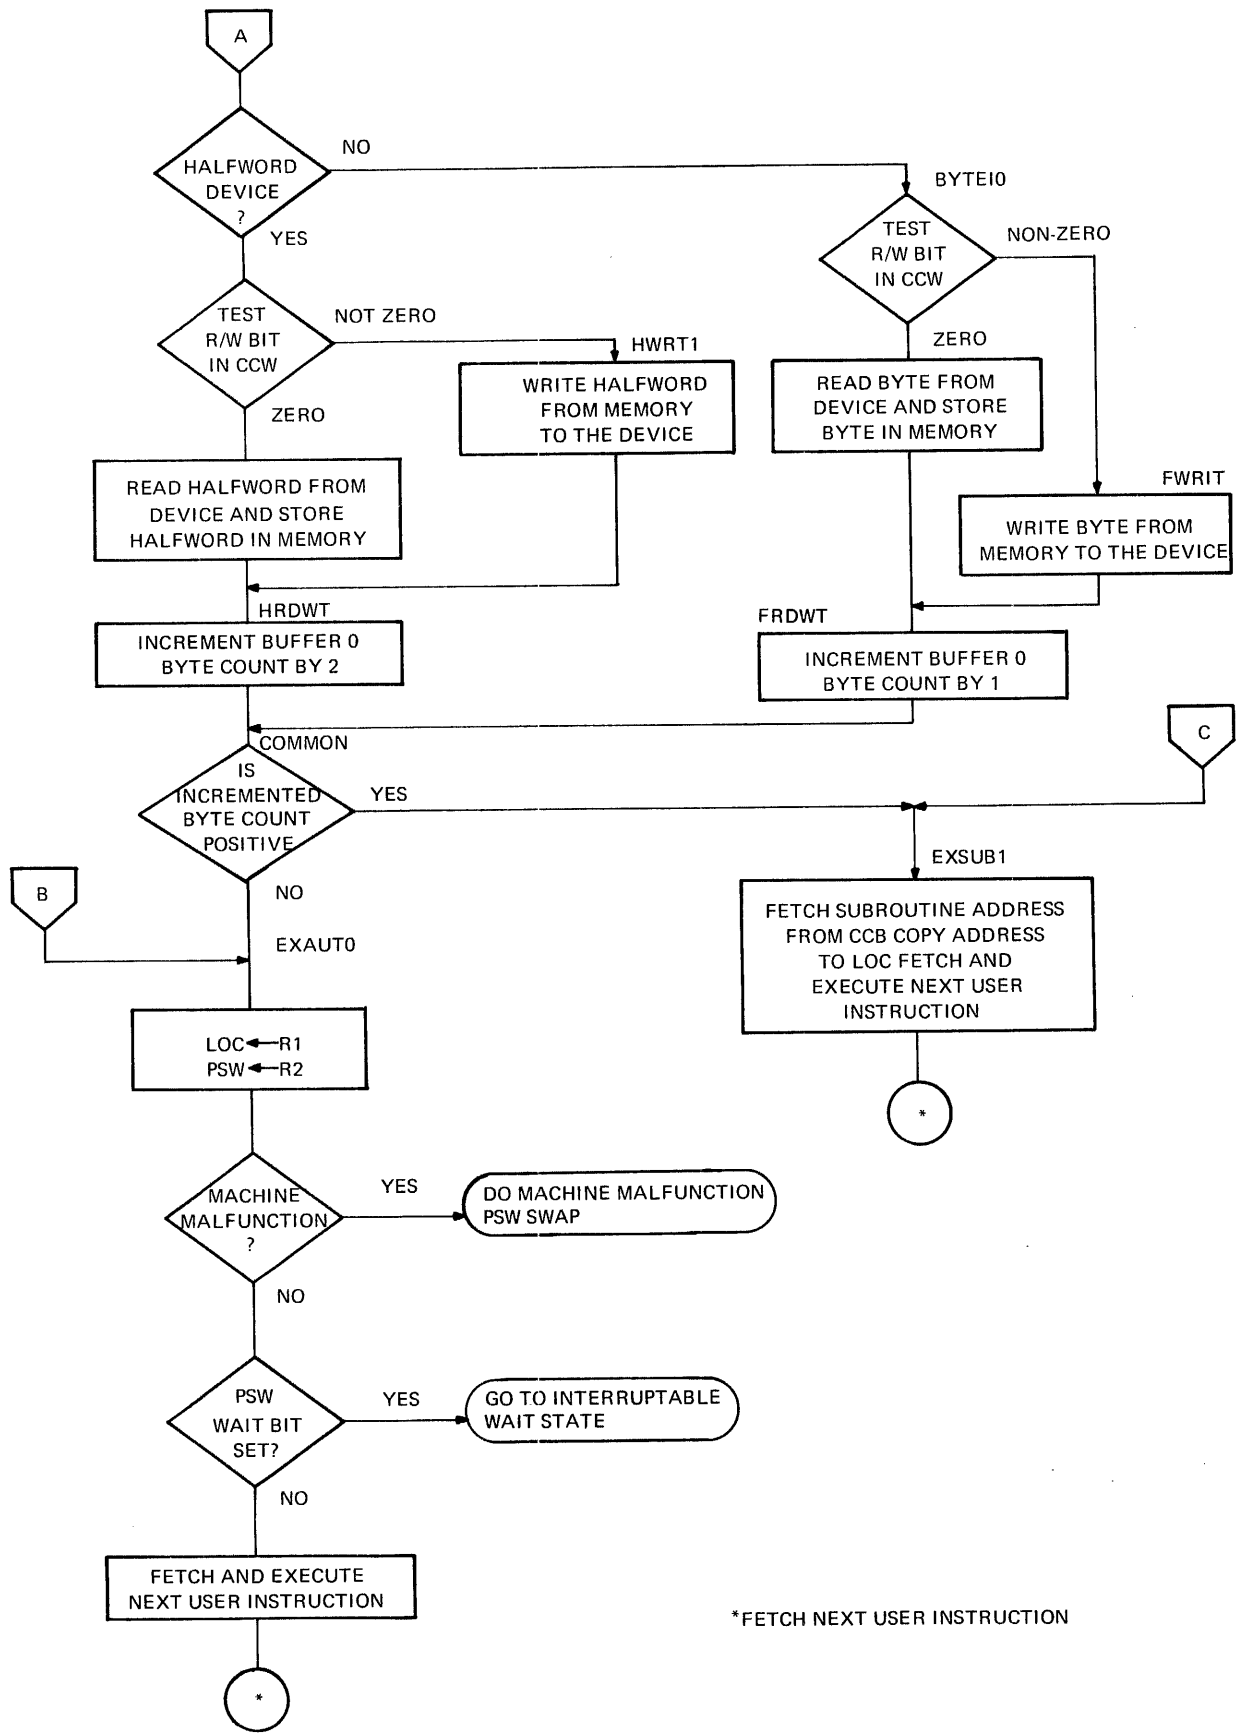 A
HALFWORD
DEVICE
?
NO
YES
BYTEI0
TEST
R/W BIT
IN CCW
NON-ZERO
ZERO
TEST
R/W BIT
IN CCW
NOT ZERO
ZERO
HWRT1
WRITE HALFWORD
FROM MEMORY
TO THE DEVICE
READ BYTE FROM
DEVICE AND STORE
BYTE IN MEMORY
FWRIT
WRITE BYTE FROM
MEMORY TO THE DEVICE
READ HALFWORD FROM
DEVICE AND STORE
HALFWORD IN MEMORY
HRDWT
INCREMENT BUFFER 0
BYTE COUNT BY 2
FRDWT
INCREMENT BUFFER 0
BYTE COUNT BY 1
C
COMMON
IS
INCREMENTED
BYTE COUNT
POSITIVE
YES
NO
B
EXAUT0
EXSUB1
FETCH SUBROUTINE ADDRESS
FROM CCB COPY ADDRESS
TO LOC FETCH AND
EXECUTE NEXT USER
INSTRUCTION
*
LOC←R1
PSW←R2
MACHINE
MALFUNCTION
?
YES
DO MACHINE MALFUNCTION
PSW SWAP
NO
PSW
WAIT BIT
SET?
YES
GO TO INTERRUPTABLE
WAIT STATE
NO
FETCH AND EXECUTE
NEXT USER INSTRUCTION
*
*FETCH NEXT USER INSTRUCTION